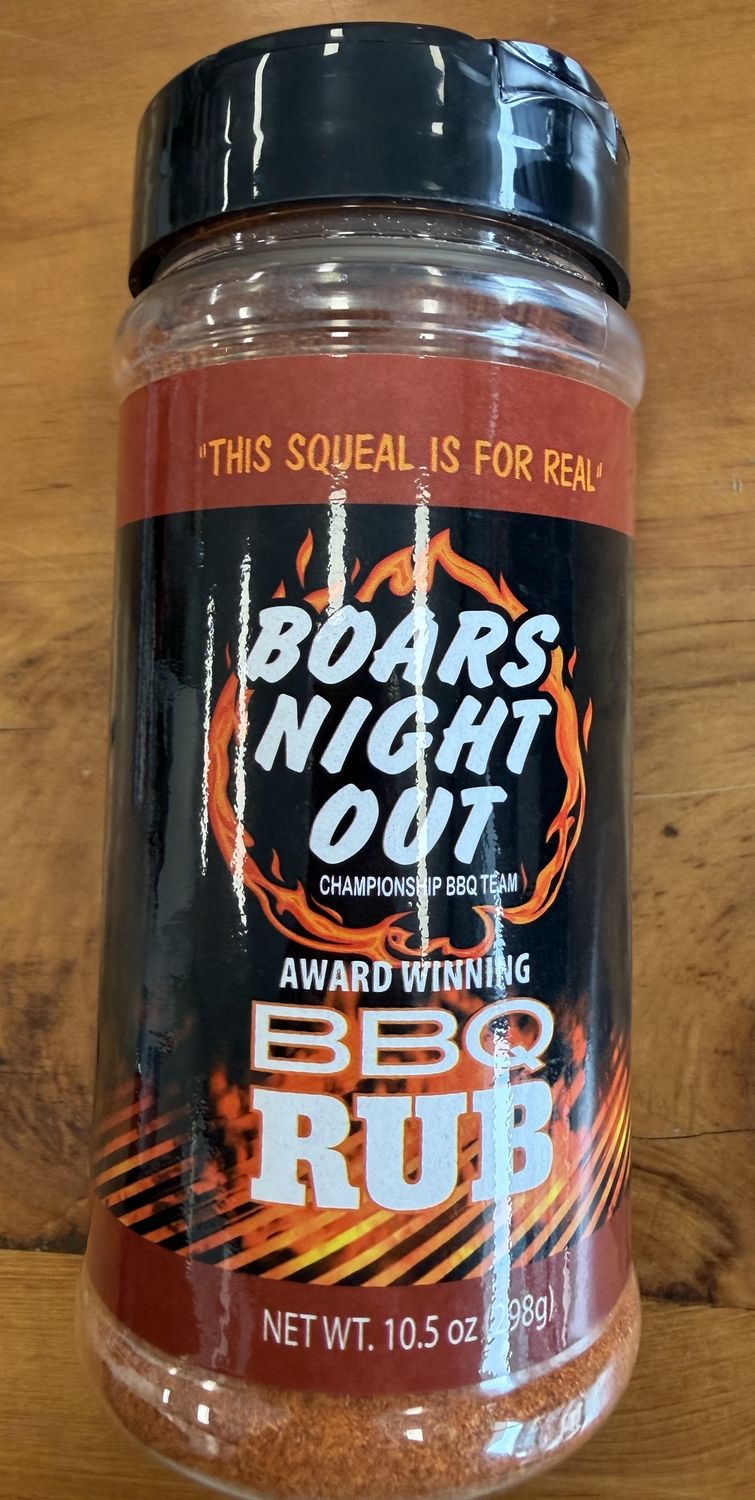 "THIS SQUEAL IS FOR REAL"
BOARS
NIGHT
OUT
CHAMPIONSHIP BBQ TEAM
AWARD WINNING
BBQ
RUB
NET WT. 10.5 oz (298g)